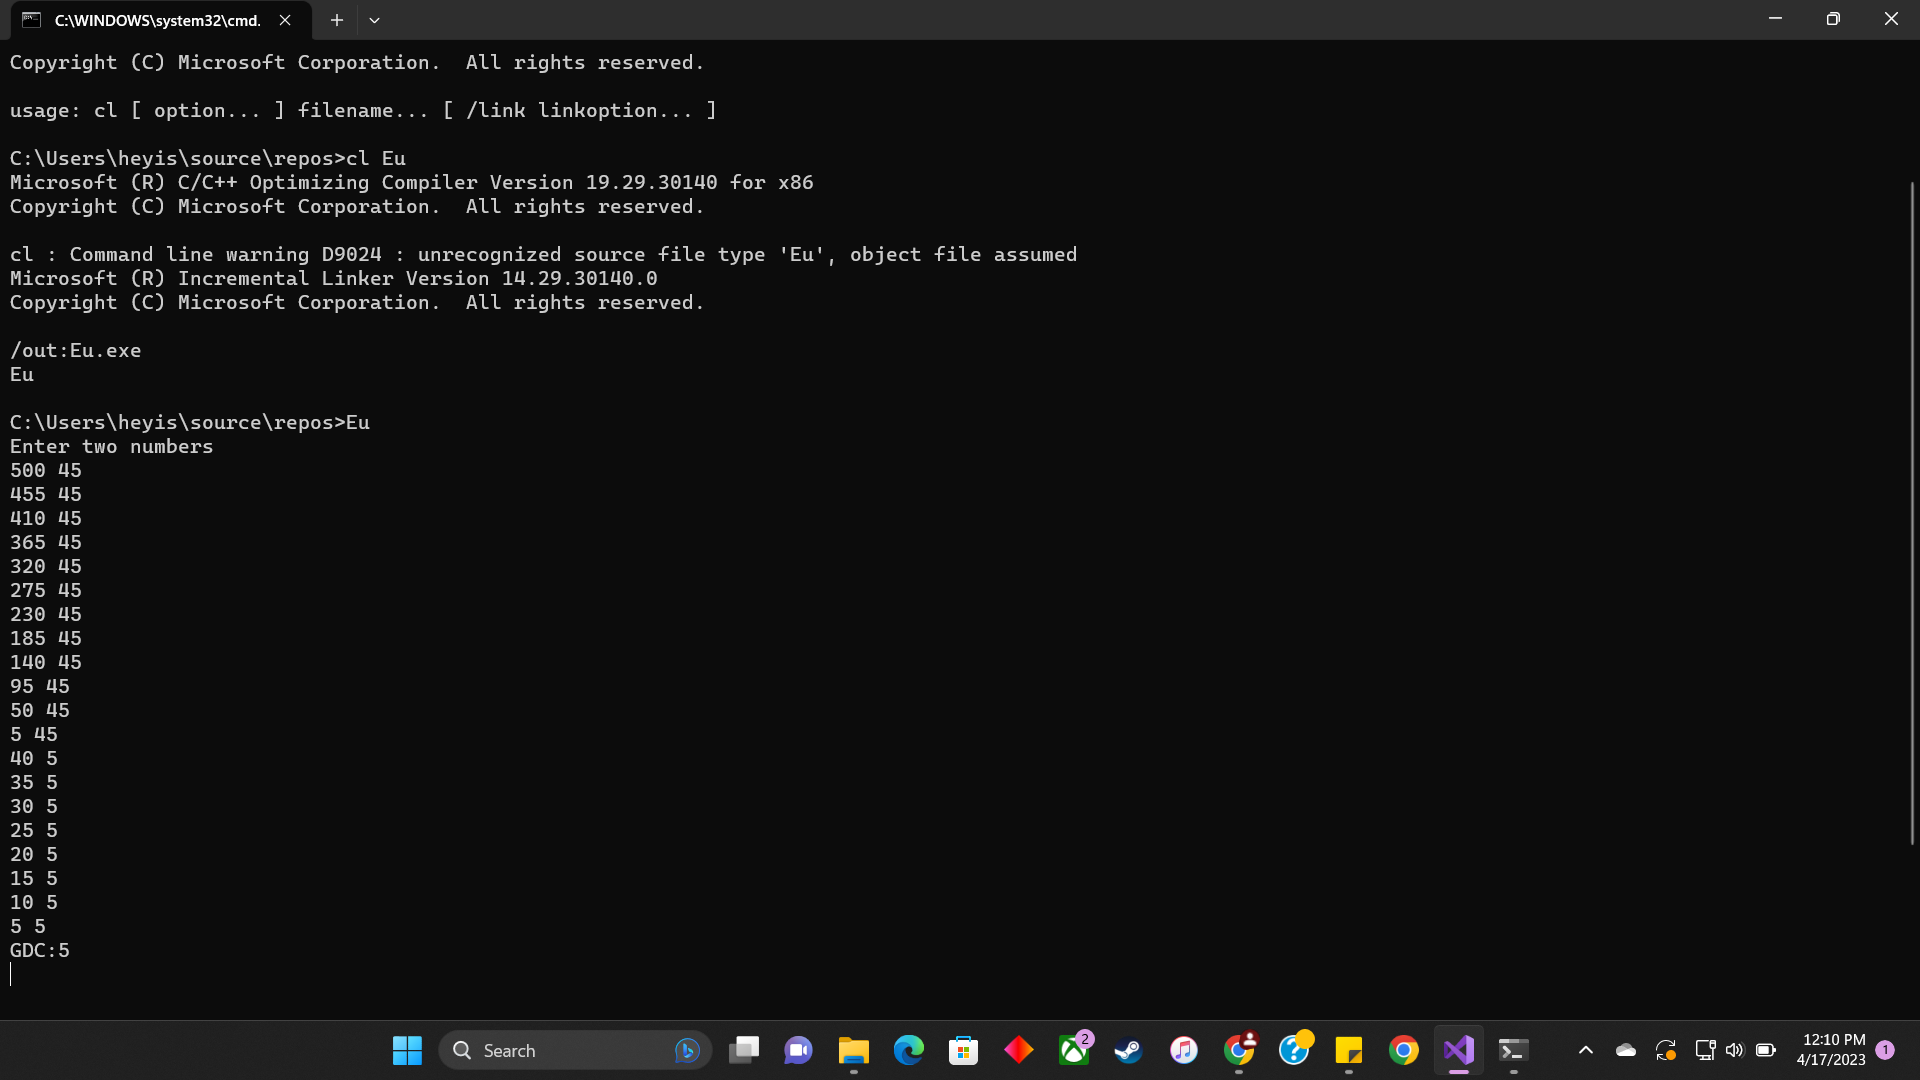 C:\WINDOWS\system32\cmd.
Copyright (C) Microsoft Corporation.  All rights reserved.
usage: cl [ option... ] filename... [ /link linkoption... ]
C:\Users\heyis\source\repos>cl Eu
Microsoft (R) C/C++ Optimizing Compiler Version 19.29.30140 for x86
Copyright (C) Microsoft Corporation.  All rights reserved.
cl : Command line warning D9024 : unrecognized source file type 'Eu', object file assumed
Microsoft (R) Incremental Linker Version 14.29.30140.0
Copyright (C) Microsoft Corporation.  All rights reserved.
/out:Eu.exe
Eu
C:\Users\heyis\source\repos>Eu
Enter two numbers
500 45
455 45
410 45
365 45
320 45
275 45
230 45
185 45
140 45
95 45
50 45
5 45
40 5
35 5
30 5
25 5
20 5
15 5
10 5
5 5
GDC:5
Search
2
12:10 PM
4/17/2023
1